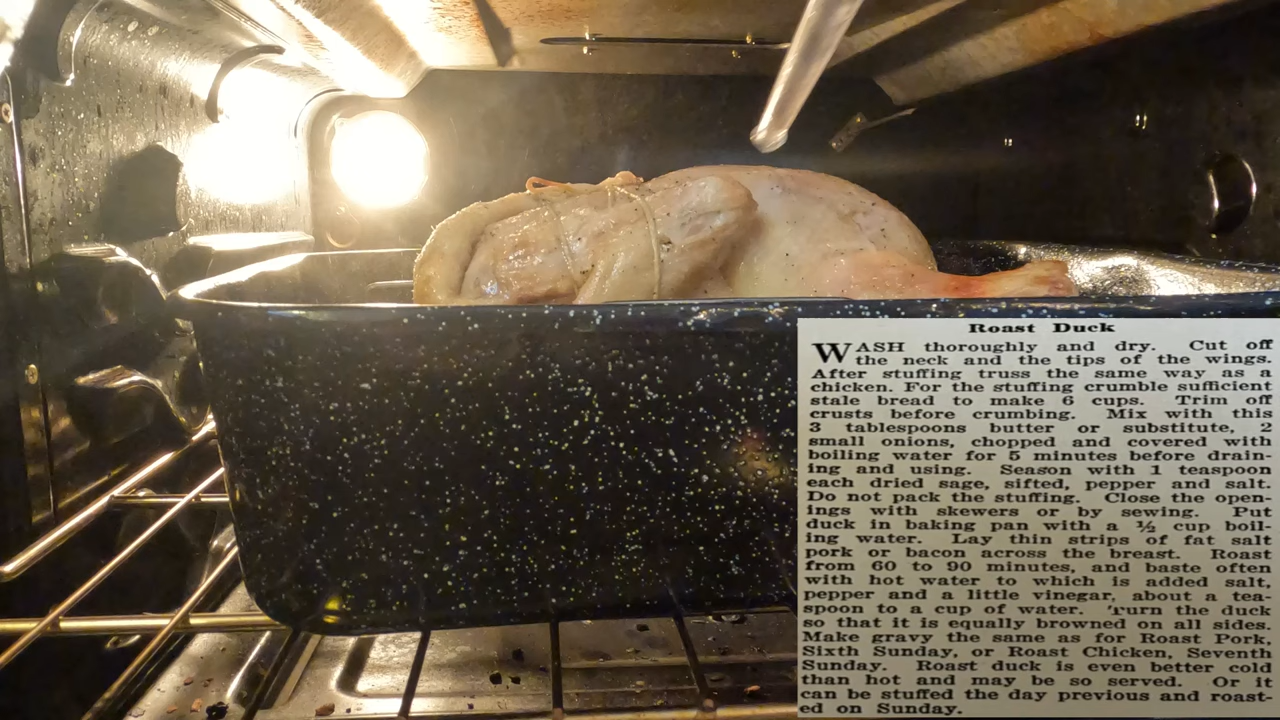 Roast Duck
WASH thoroughly and dry. Cut off
the neck and the tips of the wings.
After stuffing truss the same way as a
chicken. For the stuffing crumble sufficient
stale bread to make 6 cups. Trim off
crusts before crumbing. Mix with this
3 tablespoons butter or substitute, 2
small onions, chopped and covered with
boiling water for 5 minutes before drain-
ing and using. Season with 1 teaspoon
each dried sage, sifted, pepper and salt.
Do not pack the stuffing. Close the open-
ings with skewers or by sewing. Put
duck in baking pan with a ½ cup boil-
ing water. Lay thin strips of fat salt
pork or bacon across the breast. Roast
from 60 to 90 minutes, and baste often
with hot water to which is added salt,
pepper and a little vinegar, about a tea-
spoon to a cup of water. Turn the duck
so that it is equally browned on all sides.
Make gravy the same as for Roast Pork,
Sixth Sunday, or Roast Chicken, Seventh
Sunday. Roast duck is even better cold
than hot and may be so served. Or it
can be stuffed the day previous and roast-
ed on Sunday.